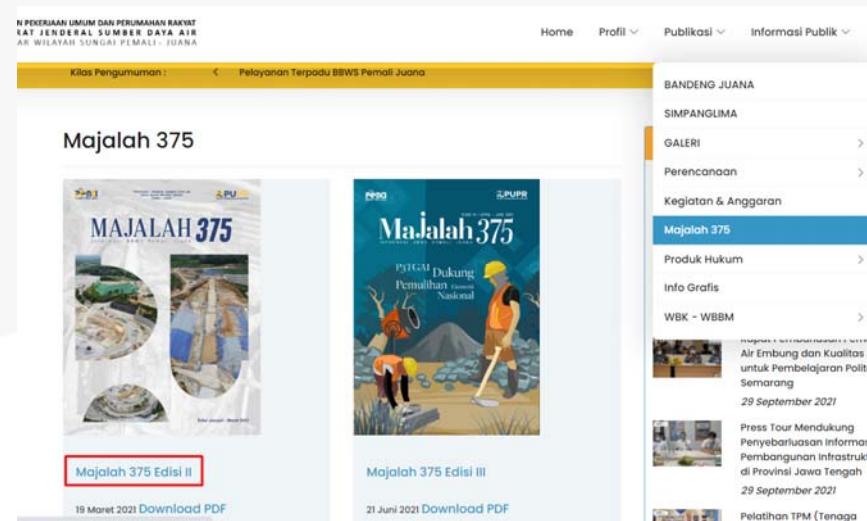 N PEKERJAAN UMUM DAN PERUMAHAN RAKYAT
RAT JENDERAL SUMBER DAYA AIR
AR WILAYAH SUNGAI PEMALI - JUANA
Home Profil Publikasi Informasi Publik
Kilas Pengumuman : Pelayanan Terpadu BBWS Pemali Juana
BANDENG JUANA
SIMPANGLIMA
GALERI
Perencanaan
Kegiatan & Anggaran
Majalah 375
Produk Hukum
Info Grafis
WBK - WBBM
Majalah 375
PU
MAJALAH 375
PUPR
Majalah 375
P3TGAI Dukung
Pemulihan Ekonomi
Nasional
Majalah 375 Edisi II
19 Maret 2021 Download PDF
Majalah 375 Edisi III
21 Juni 2021 Download PDF
Air Embung dan Kualitas
untuk Pembelajaran Polit
Semarang
29 September 2021
Press Tour Mendukung
Penyebarluasan Informas
Pembangunan Infrastruk
di Provinsi Jawa Tengah
29 September 2021
Pelatihan TPM (Tenaga